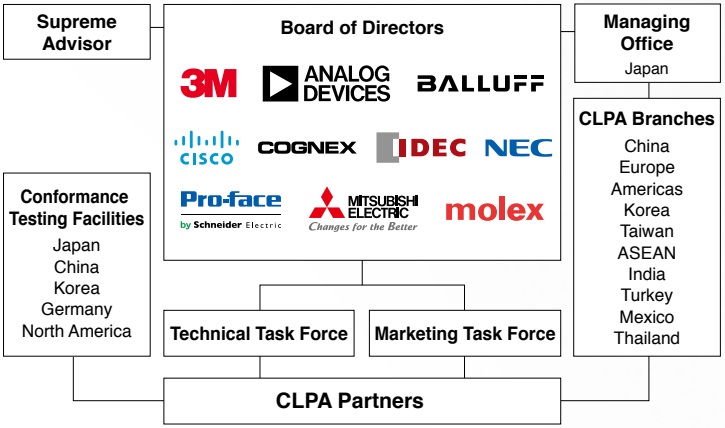 Supreme
Advisor
Board of Directors
Managing
Office
Japan
3M
ANALOG
DEVICES
BALLUFF
CISCO
COGNEX
IDEC
NEC
Pro-face
by Schneider Electric
MITSUBISHI
ELECTRIC
Changes for the Better
molex
CLPA Branches
China
Europe
Americas
Korea
Taiwan
ASEAN
India
Turkey
Mexico
Thailand
Conformance
Testing Facilities
Japan
China
Korea
Germany
North America
Technical Task Force
Marketing Task Force
CLPA Partners